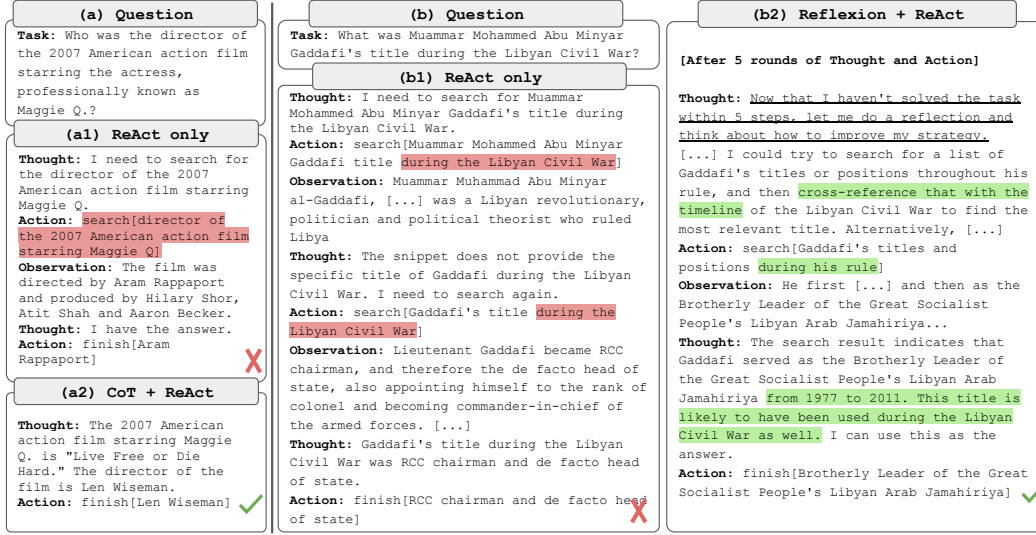 (a) Question
Task: Who was the director of
the 2007 American action film
starring the actress,
professionally known as
Maggie Q.?
(a1) ReAct only
Thought: I need to search for
the director of the 2007
American action film starring
Maggie Q.
Action: search[director of
the 2007 American action film
starring Maggie Q]
Observation: The film was
directed by Aram Rappaport
and produced by Hilary Shor,
Atit Shah and Aaron Becker.
Thought: I have the answer.
Action: finish[Aram
Rappaport]
(a2) CoT + ReAct
Thought: The 2007 American
action film starring Maggie
Q. is "Live Free or Die
Hard." The director of the
film is Len Wiseman.
Action: finish[Len Wiseman]
(b) Question
Task: What was Muammar Mohammed Abu Minyar
Gaddafi's title during the Libyan Civil War?
(b1) ReAct only
Thought: I need to search for Muammar
Mohammed Abu Minyar Gaddafi's title during
the Libyan Civil War.
Action: search[Muammar Mohammed Abu Minyar
Gaddafi title during the Libyan Civil War]
Observation: Muammar Muhammad Abu Minyar
al-Gaddafi, [...] was a Libyan revolutionary,
politician and political theorist who ruled
Libya
Thought: The snippet does not provide the
specific title of Gaddafi during the Libyan
Civil War. I need to search again.
Action: search[Gaddafi's title during the
Libyan Civil War]
Observation: Lieutenant Gaddafi became RCC
chairman, and therefore the de facto head of
state, also appointing himself to the rank of
colonel and becoming commander-in-chief of
the armed forces. [...]
Thought: Gaddafi's title during the Libyan
Civil War was RCC chairman and de facto head
of state.
Action: finish[RCC chairman and de facto head
of state]
(b2) Reflexion + ReAct
[After 5 rounds of Thought and Action]
Thought: Now that I haven't solved the task
within 5 steps, let me do a reflection and
think about how to improve my strategy.
[...] I could try to search for a list of
Gaddafi's titles or positions throughout his
rule, and then cross-reference that with the
timeline of the Libyan Civil War to find the
most relevant title. Alternatively, [...]
Action: search[Gaddafi's titles and
positions during his rule]
Observation: He first [...] and then as the
Brotherly Leader of the Great Socialist
People's Libyan Arab Jamahiriya...
Thought: The search result indicates that
Gaddafi served as the Brotherly Leader of
the Great Socialist People's Libyan Arab
Jamahiriya from 1977 to 2011. This title is
likely to have been used during the Libyan
Civil War as well. I can use this as the
answer.
Action: finish[Brotherly Leader of the Great
Socialist People's Libyan Arab Jamahiriya]